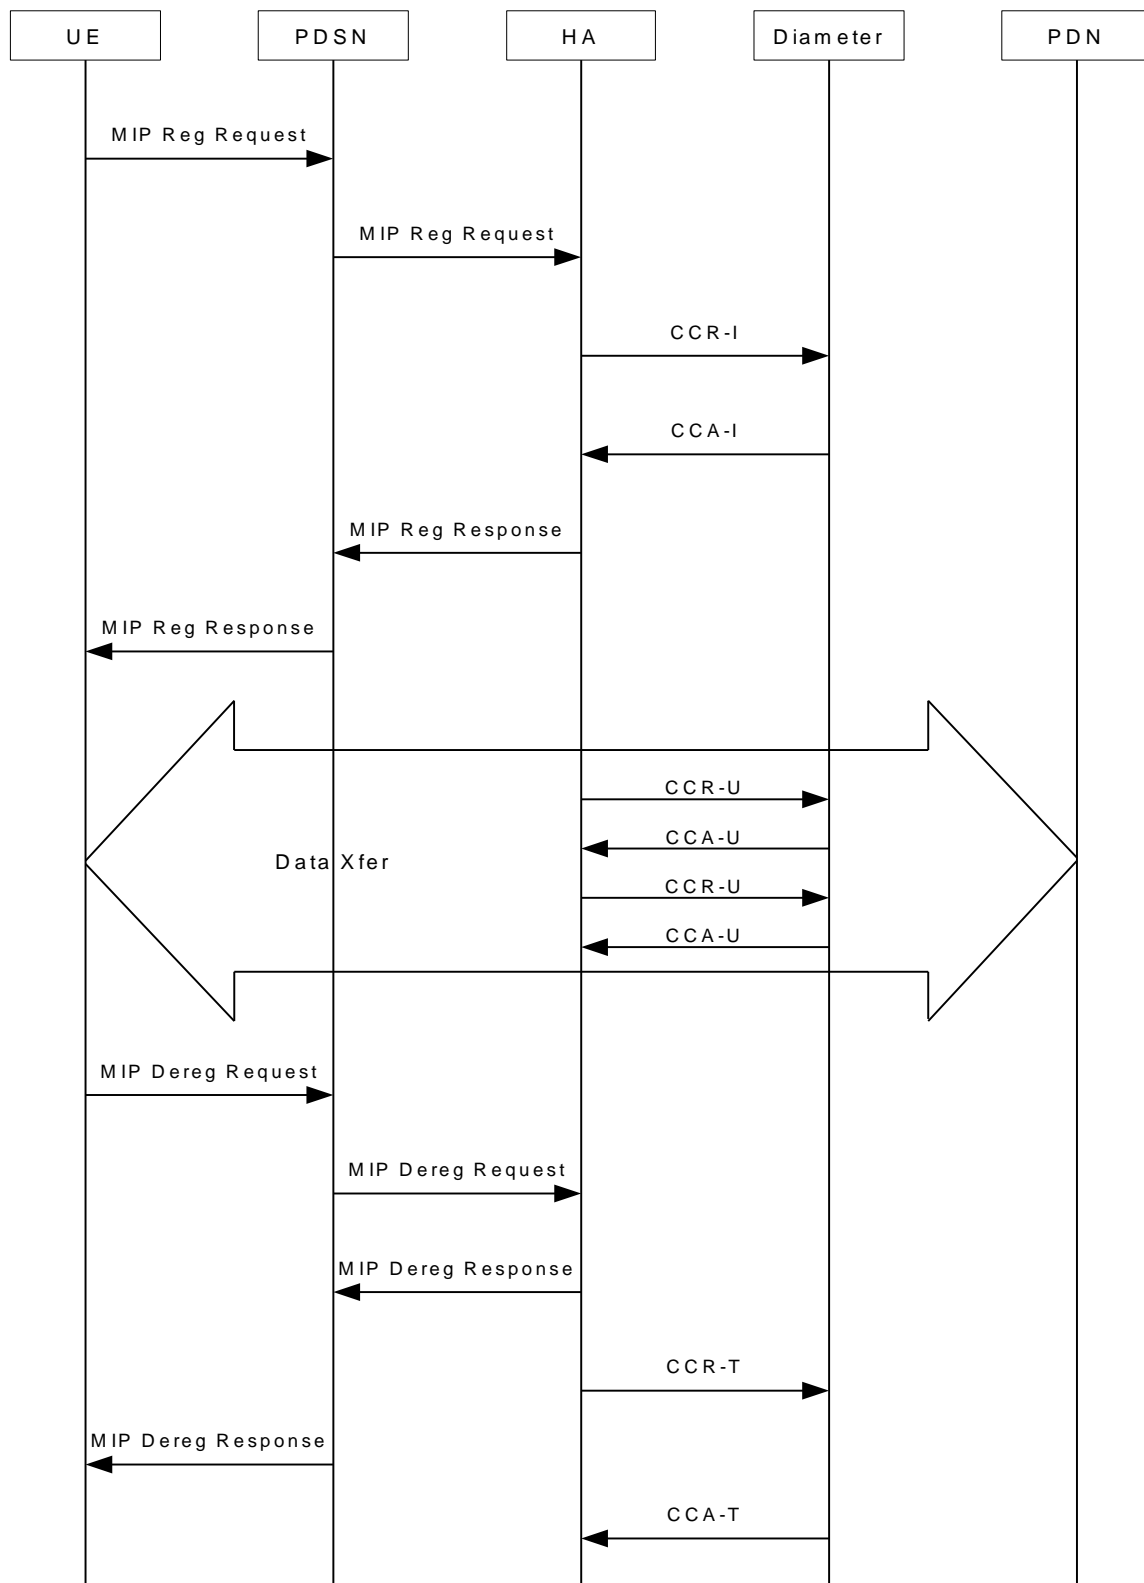 UE
PDSN
HA
Diameter
PDN
MIP Reg Request
MIP Reg Request
CCR-I
CCA-I
MIP Reg Response
MIP Reg Response
CCR-U
CCA-U
Data Xfer
CCR-U
CCA-U
MIP Dereg Request
MIP Dereg Request
MIP Dereg Response
CCR-T
MIP Dereg Response
CCA-T